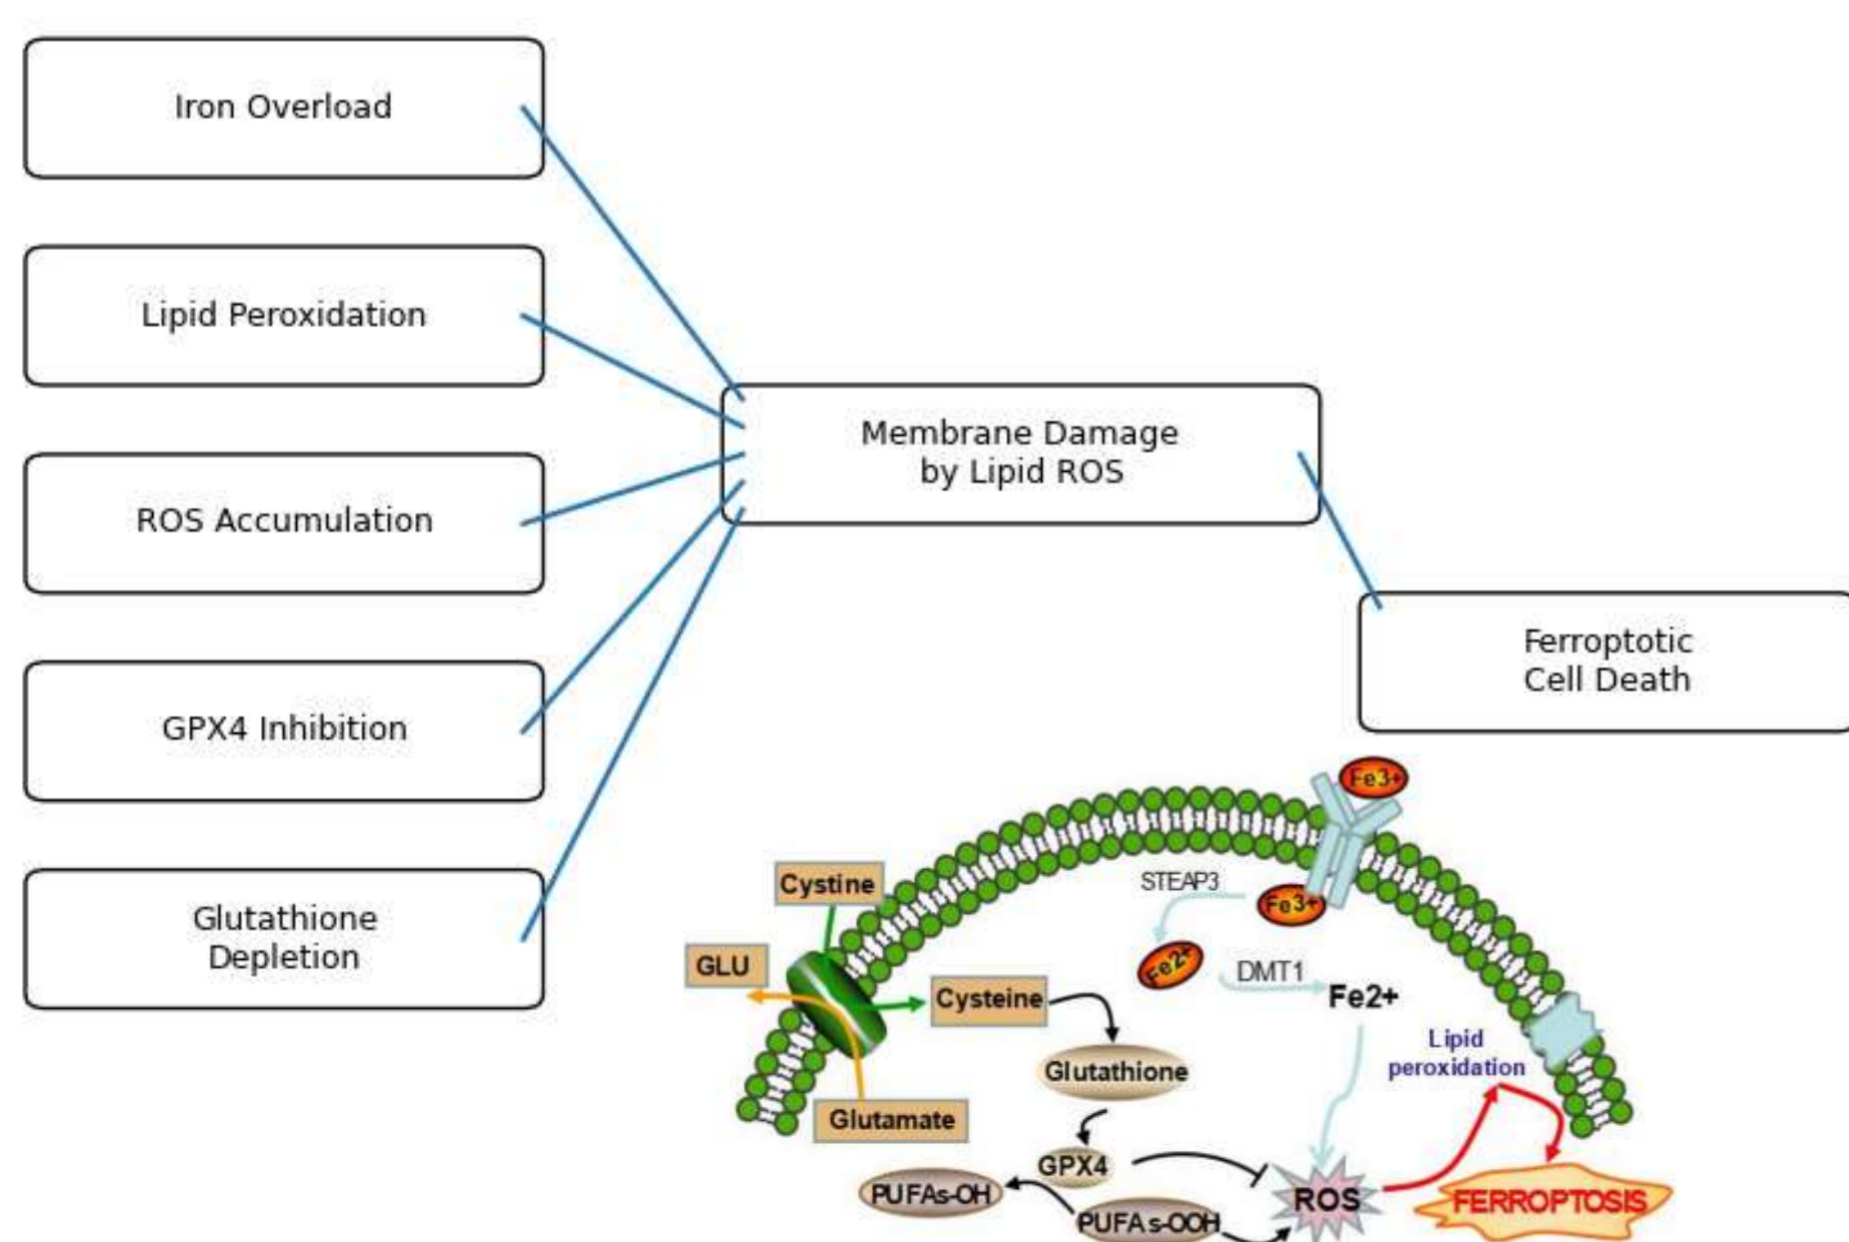 Iron Overload
Lipid Peroxidation
ROS Accumulation
GPX4 Inhibition
Glutathione
Depletion
Membrane Damage
by Lipid ROS
Ferroptotic
Cell Death
Fe3+
STEAP3
Fe3+
Cystine
Fe2+
DMT1
Fe2+
GLU
Cysteine
Lipid
peroxidation
Glutathione
Glutamate
GPX4
PUFAs-OH
PUFAs-OOH
ROS
FERROPTOSIS